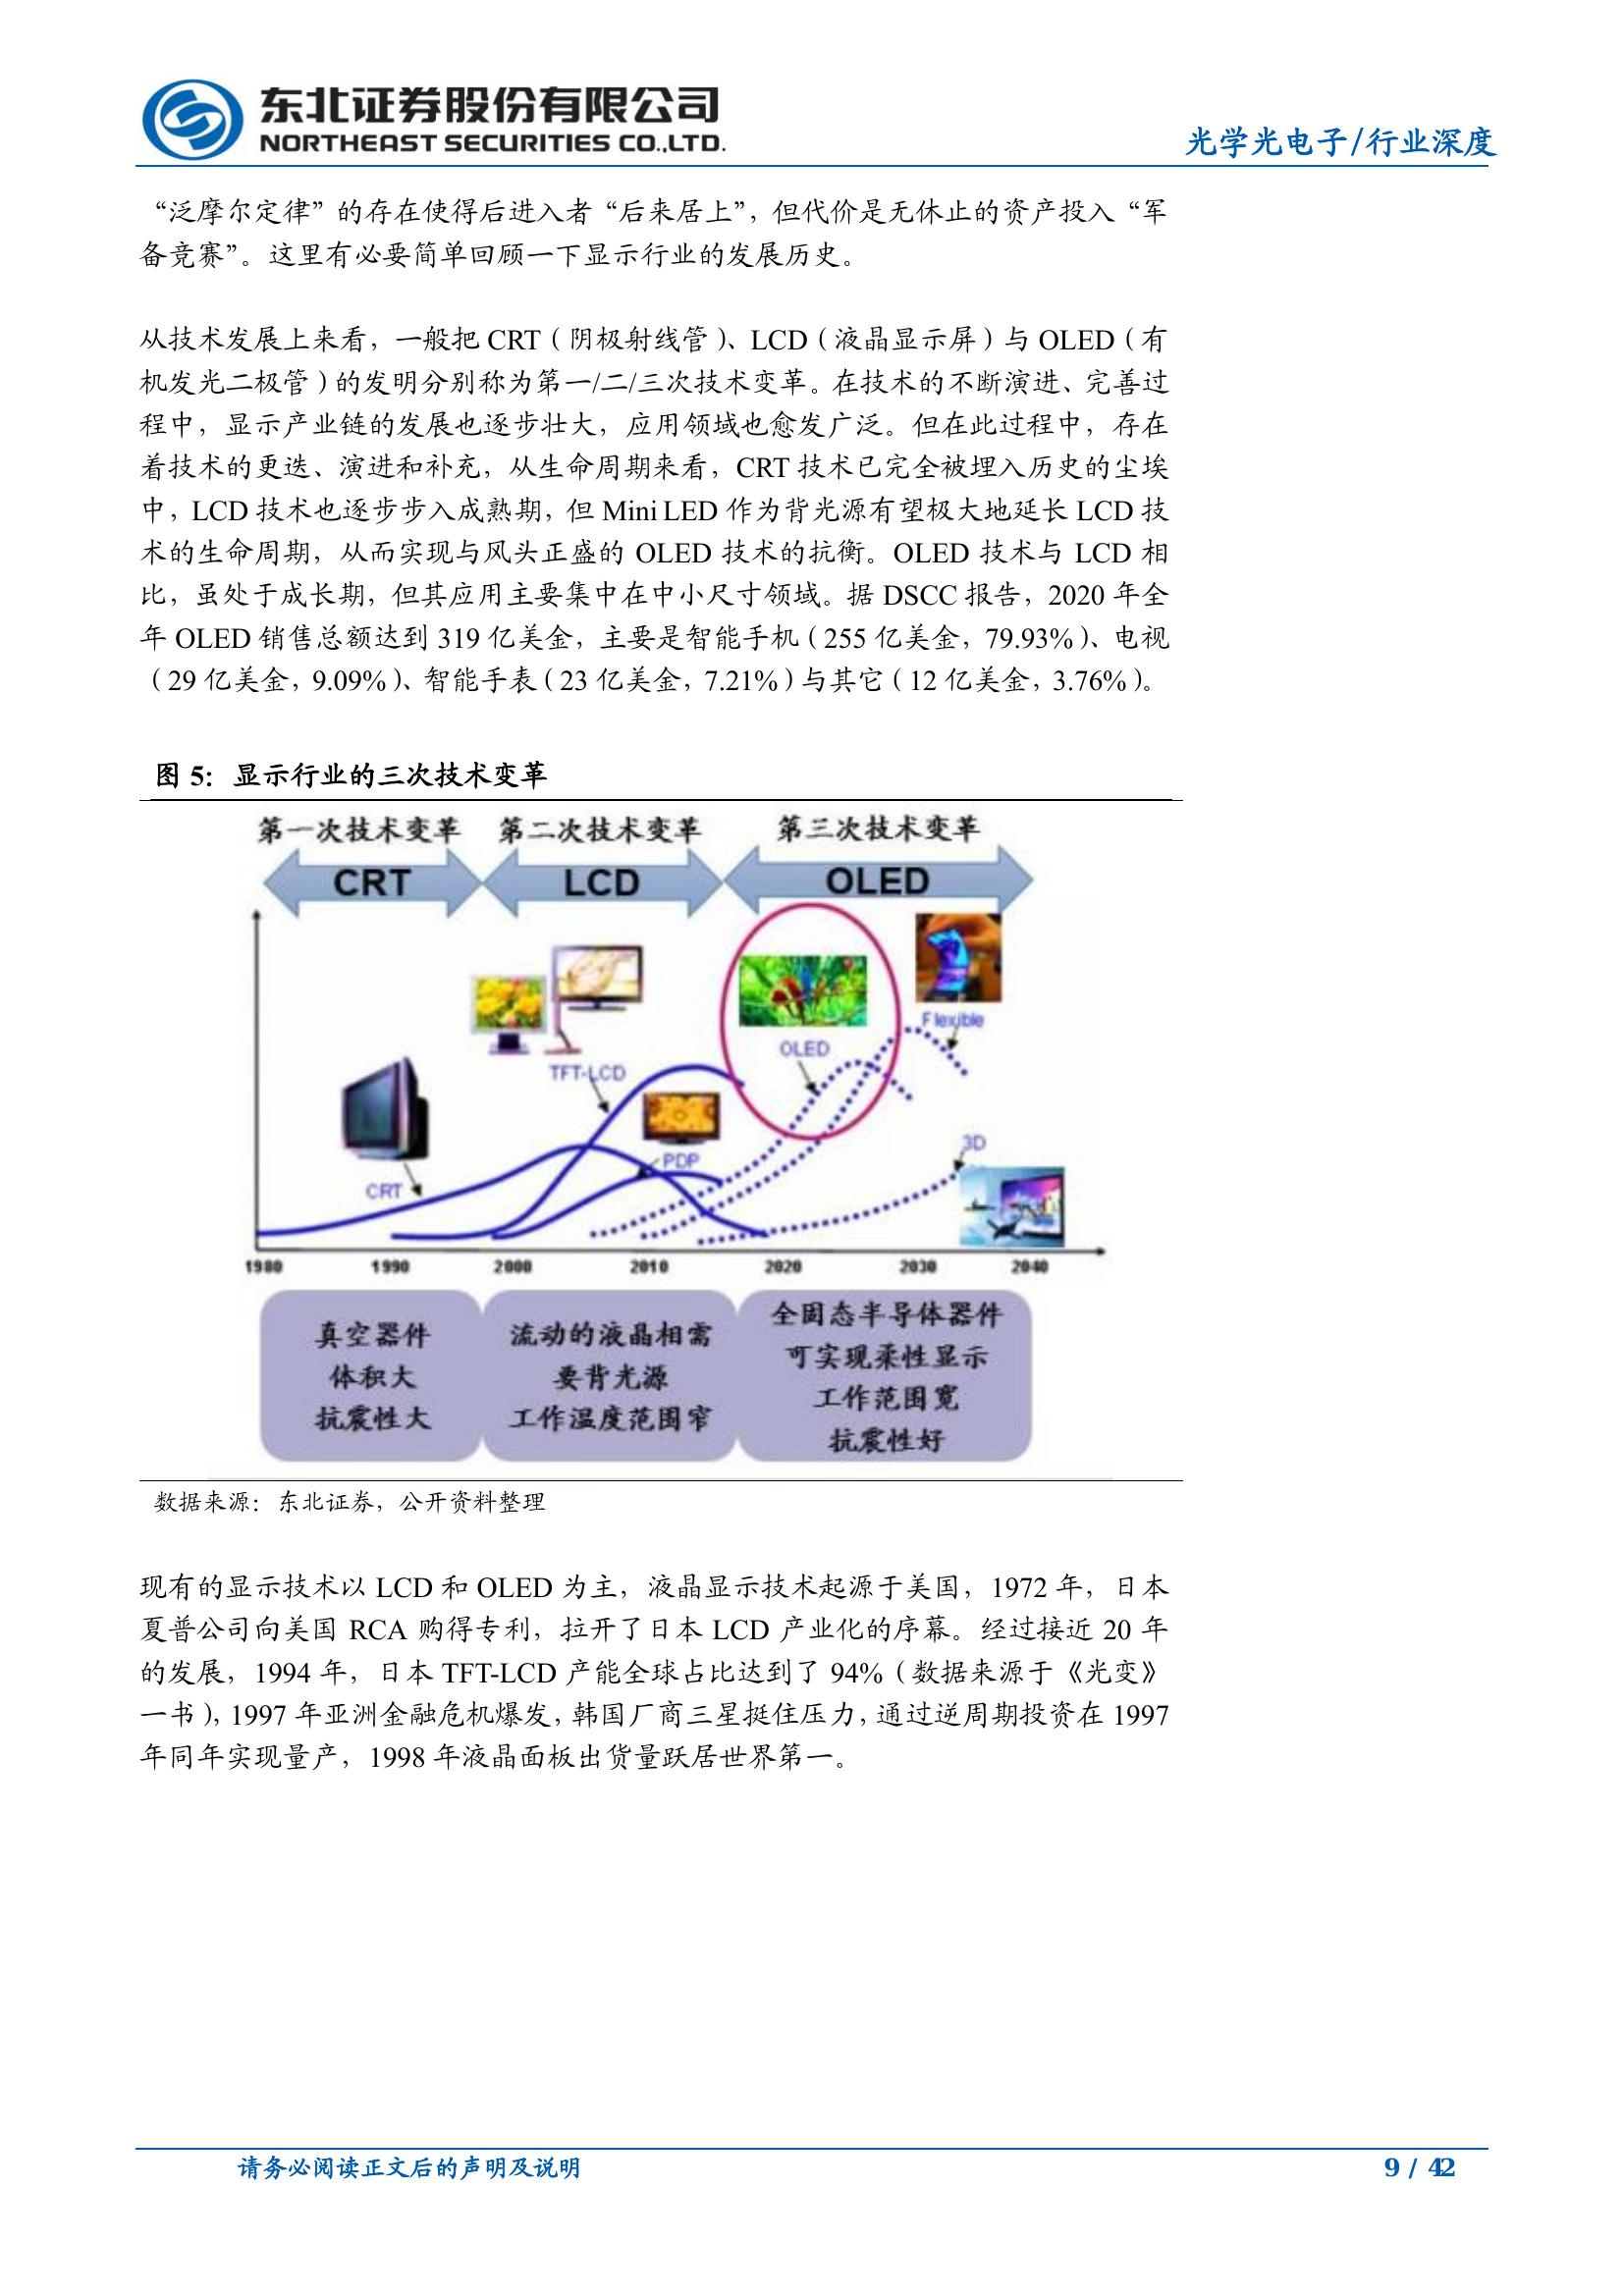 东北证券股份有限公司
NORTHEAST SECURITIES CO.,LTD.
光学光电子/行业深度
“泛摩尔定律”的存在使得后进入者“后来居上”，但代价是无休止的资产投入“军
备竞赛”。这里有必要简单回顾一下显示行业的发展历史。
从技术发展上来看，一般把 CRT（阴极射线管）、LCD（液晶显示屏）与 OLED（有
机发光二极管）的发明分别称为第一/二/三次技术变革。在技术的不断演进、完善过
程中，显示产业链的发展也逐步壮大，应用领域也愈发广泛。但在此过程中，存在
着技术的更迭、演进和补充，从生命周期来看，CRT 技术已完全被埋入历史的尘埃
中，LCD 技术也逐步步入成熟期，但 Mini LED 作为背光源有望极大地延长 LCD 技
术的生命周期，从而实现与风头正盛的 OLED 技术的抗衡。OLED 技术与 LCD 相
比，虽处于成长期，但其应用主要集中在中小尺寸领域。据 DSCC 报告，2020 年全
年 OLED 销售总额达到 319 亿美金，主要是智能手机（255 亿美金，79.93%）、电视
（29 亿美金，9.09%）、智能手表（23 亿美金，7.21%）与其它（12 亿美金，3.76%）。
图 5：显示行业的三次技术变革
第一次技术变革 第二次技术变革 第三次技术变革
CRT LCD OLED
Flexible
OLED
TFT-LCD
3D
PDP
CRT
1980 1990 2000 2010 2020 2030 2040
真空器件
体积大
抗震性大
流动的液晶相需
要背光源
工作温度范围窄
全固态半导体器件
可实现柔性显示
工作范围宽
抗震性好
数据来源：东北证券，公开资料整理
现有的显示技术以 LCD 和 OLED 为主，液晶显示技术起源于美国，1972 年，日本
夏普公司向美国 RCA 购得专利，拉开了日本 LCD 产业化的序幕。经过接近 20 年
的发展，1994 年，日本 TFT-LCD 产能全球占比达到了 94%（数据来源于《光变》
一书），1997 年亚洲金融危机爆发，韩国厂商三星挺住压力，通过逆周期投资在 1997
年同年实现量产，1998 年液晶面板出货量跃居世界第一。
请务必阅读正文后的声明及说明
9 / 42